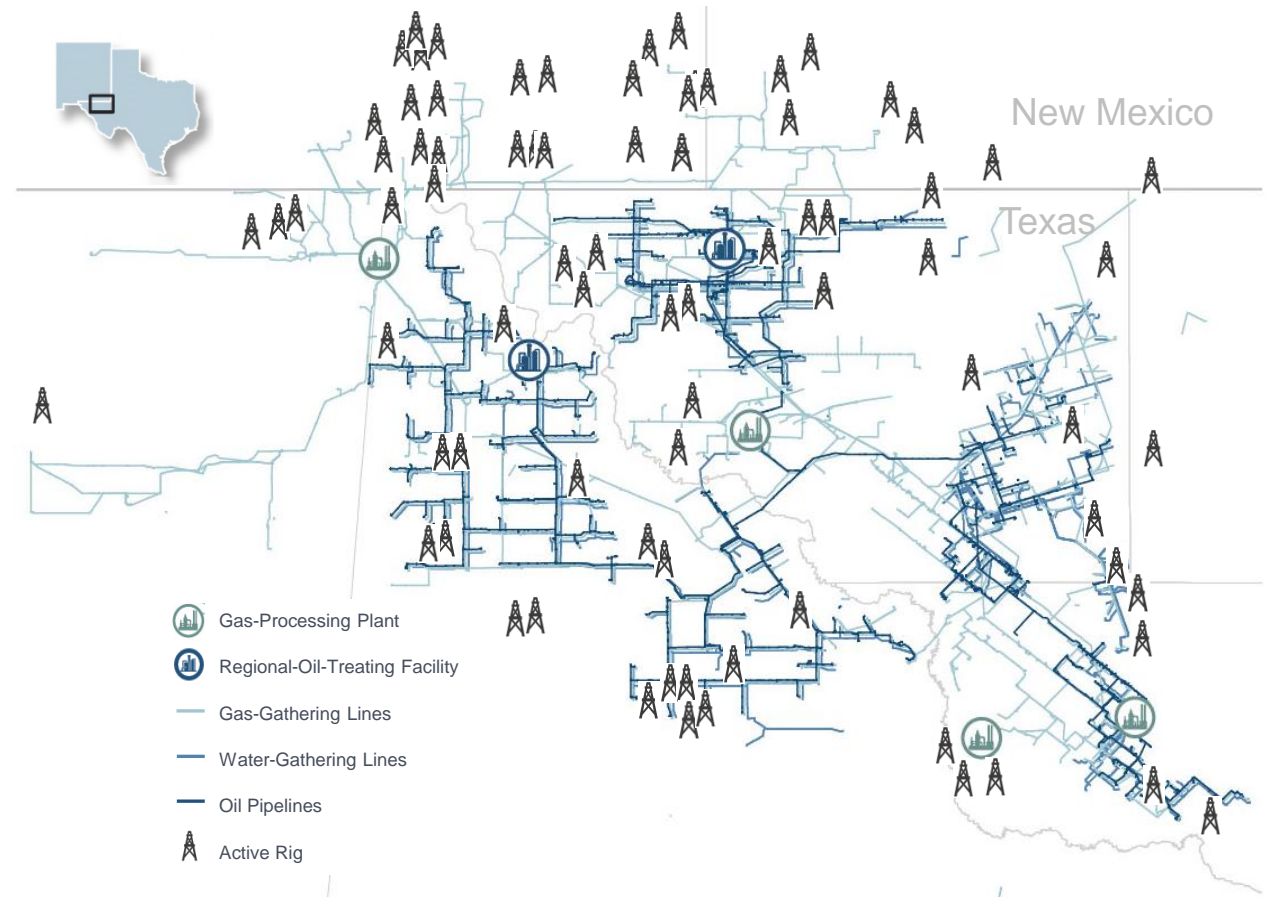 New Mexico
Texas
Gas-Processing Plant
Regional-Oil-Treating Facility
Gas-Gathering Lines
Water-Gathering Lines
Oil Pipelines
Active Rig